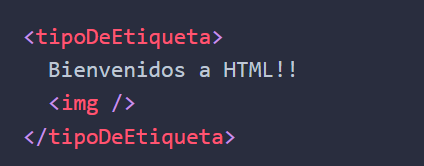 <tipoDeEtiqueta>
Bienvenidos a HTML!!
<img />
</tipoDeEtiqueta>